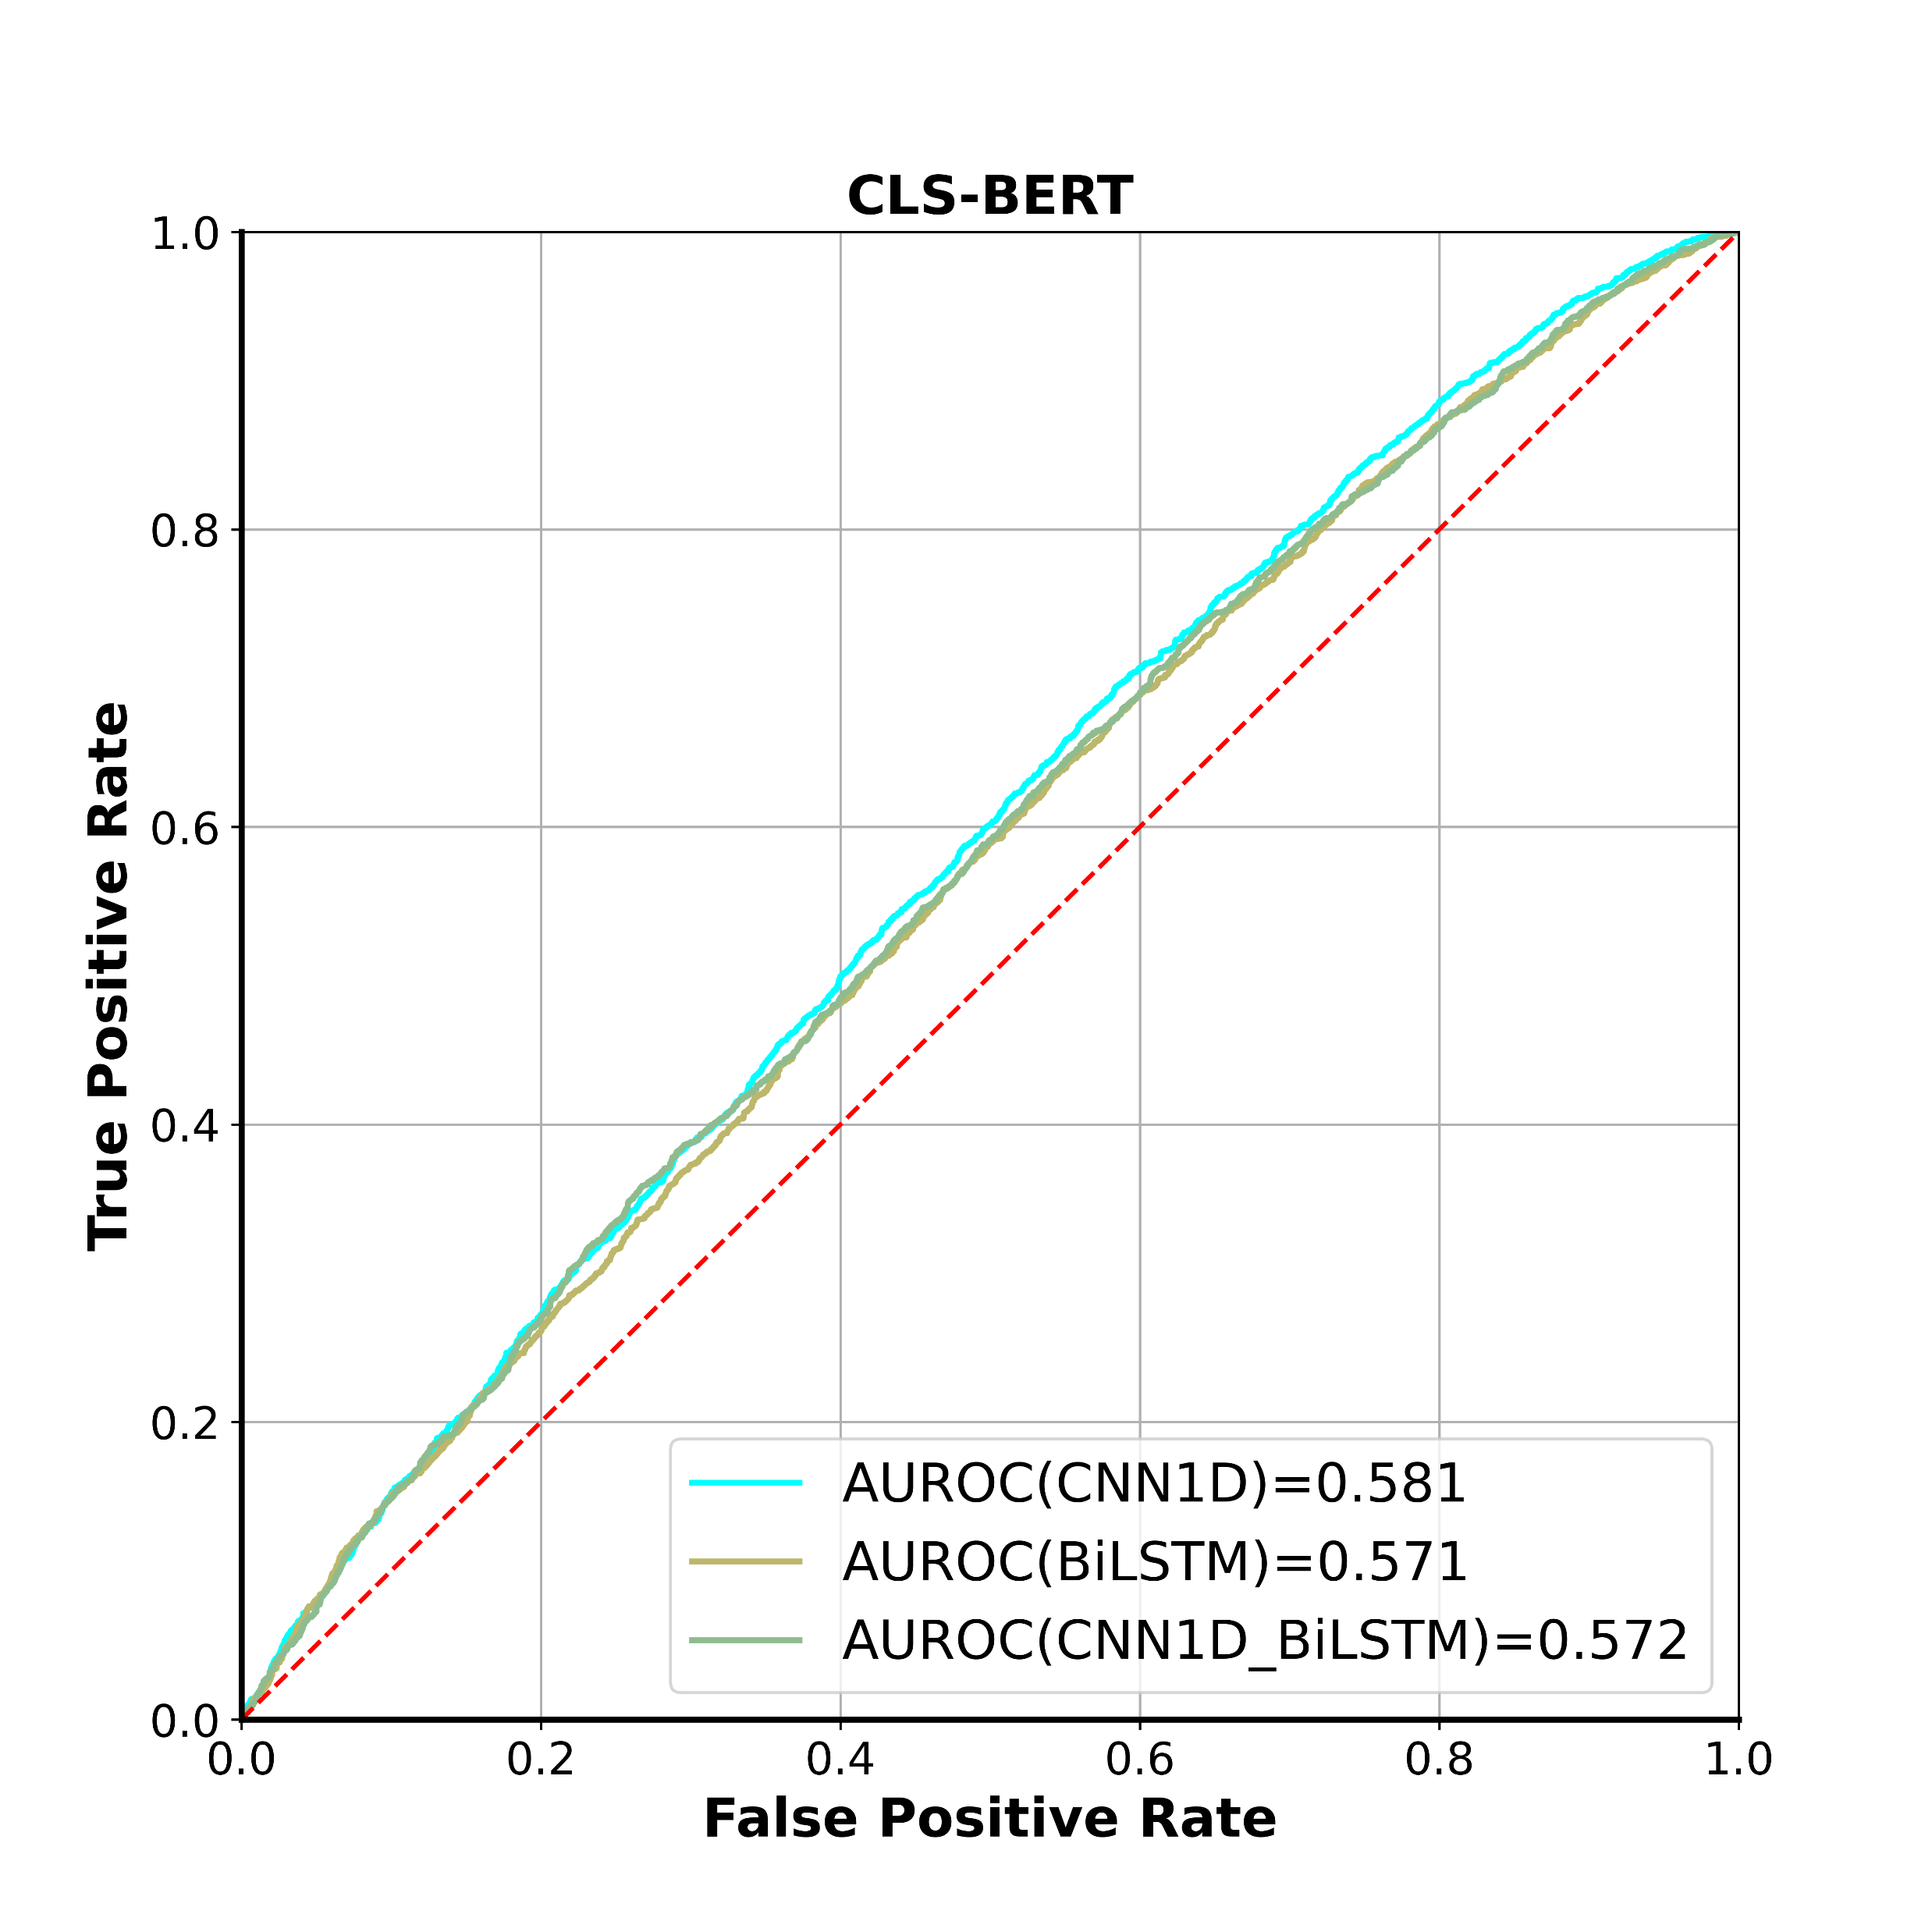 CLS-BERT
1.0
0.8
0.6
0.4
0.2
0.0
True Positive Rate
AUROC(CNN1D)=0.581
AUROC(BiLSTM)=0.571
AUROC(CNN1D_BiLSTM)=0.572
0.0 0.2 0.4 0.6 0.8 1.0
False Positive Rate